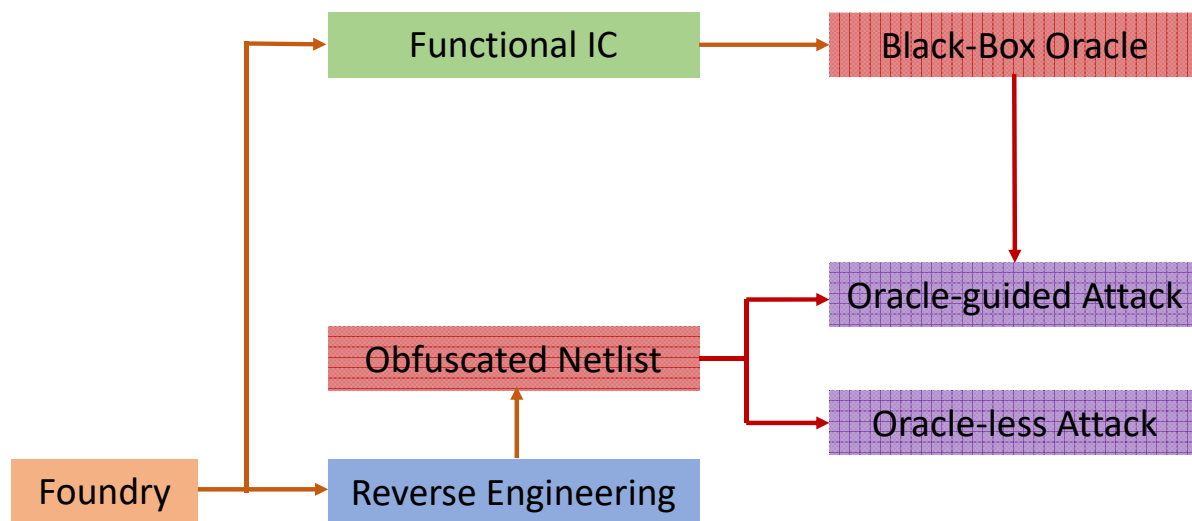 Functional IC
Black-Box Oracle
Oracle-guided Attack
Obfuscated Netlist
Oracle-less Attack
Foundry
Reverse Engineering